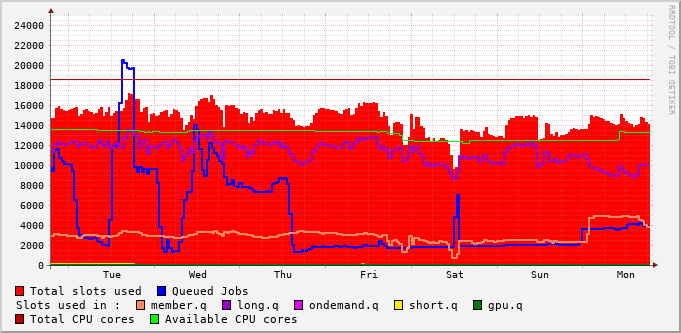 24000
22000
20000
18000
16000
14000
12000
10000
8000
6000
4000
2000
0
Tue Wed Thu Fri Sat Sun Mon
Total slots used Queued Jobs
Slots used in : member.q long.q ondemand.q short.q gpu.q
Total CPU cores Available CPU cores
RRDTOOL / TOBI OETIKER